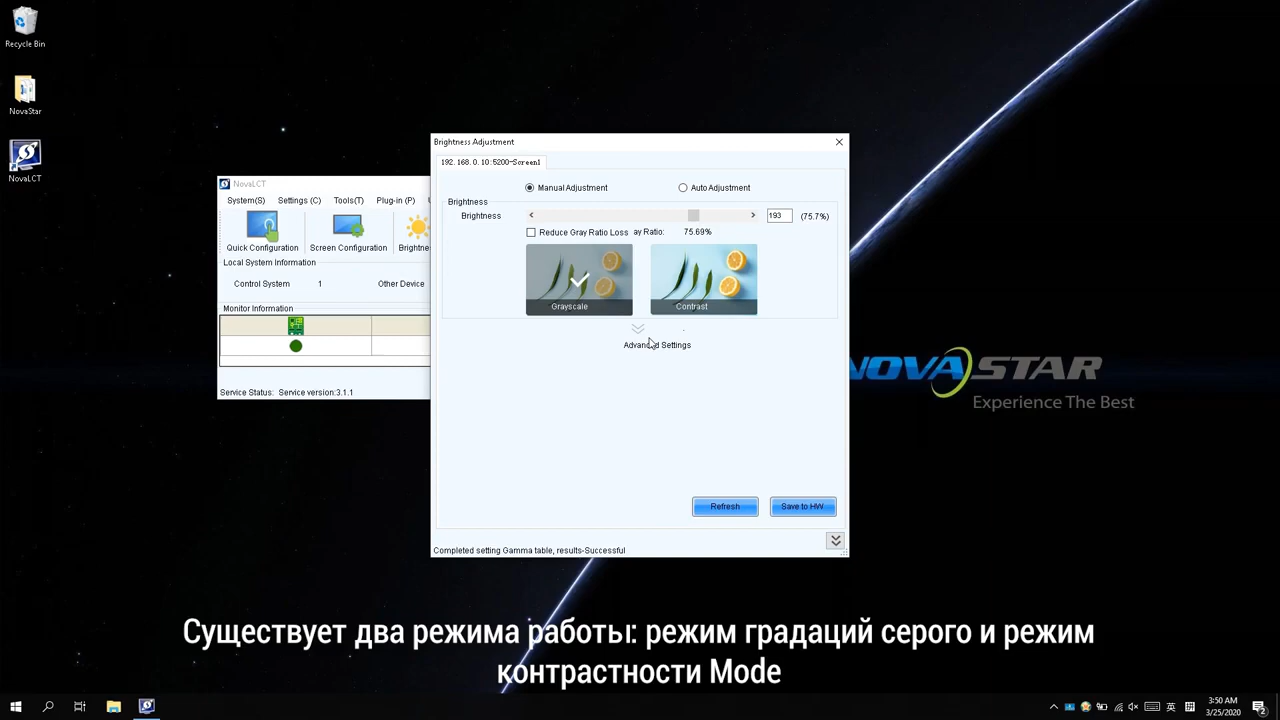 Recycle Bin
NovaStar
NovaLCT
NovaLCT
System(S) Settings (C) Tools(T) Plug-in (P)
Quick Configuration Screen Configuration Brightne
Local System Information
Control System 1 Other Device
Monitor Information
Service Status: Service version:3.1.1
Brightness Adjustment
192.168.0.10:5200-Screen1
Manual Adjustment Auto Adjustment
Brightness
Brightness 193 (75.7%)
Reduce Gray Ratio Loss ay Ratio: 75.69%
Grayscale Contrast
Advanced Settings
Refresh Save to HW
Completed setting Gamma table, results-Successful
NOVASTAR
Experience The Best
Существует два режима работы: режим градаций серого и режим
контрастности Mode
英 拼
3:50 AM
3/25/2020
2